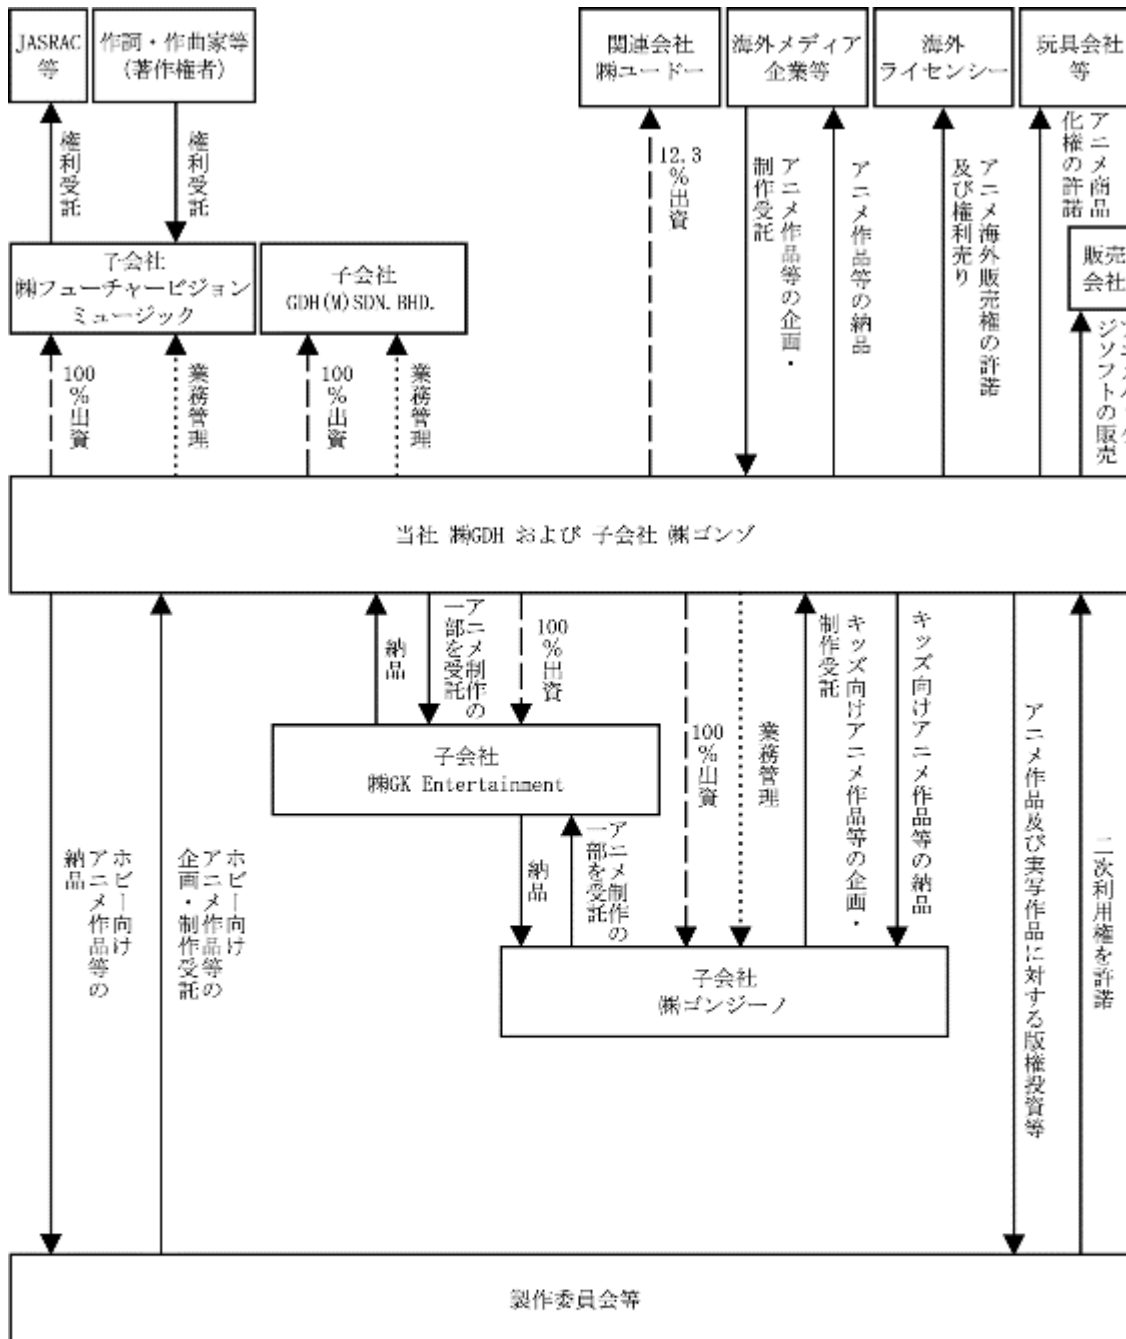 JASRAC
等
作詞・作曲家等
(著作権者)
関連会社
㈱ユードー
海外メディア
企業等
海外
ライセンシー
玩具会社
等
権利受託
権利受託
12.3%出資
アニメ作品等の企画・
制作受託
アニメ作品等の納品
アニメ海外販売権の許諾
及び権利売り
アニメ商品
化権の許諾
販売
会社
子会社
㈱フューチャービジョン
ミュージック
子会社
GDH(M)SDN.BHD.
100%出資
業務管理
100%出資
業務管理
ジソフトの販売
当社 ㈱GDH および 子会社 ㈱ゴンゾ
納品
アニメ制作の
一部を受託
100%出資
100%出資
業務管理
キッズ向けアニメ作品等の企画・
制作受託
キッズ向けアニメ作品等の納品
アニメ作品及び実写作品に対する版権投資等
二次利用権を許諾
子会社
㈱GK Entertainment
納品
アニメ制作の
一部を受託
子会社
㈱ゴンジーノ
ホビー向け
アニメ作品等の
納品
ホビー向け
アニメ作品等の
企画・制作受託
製作委員会等